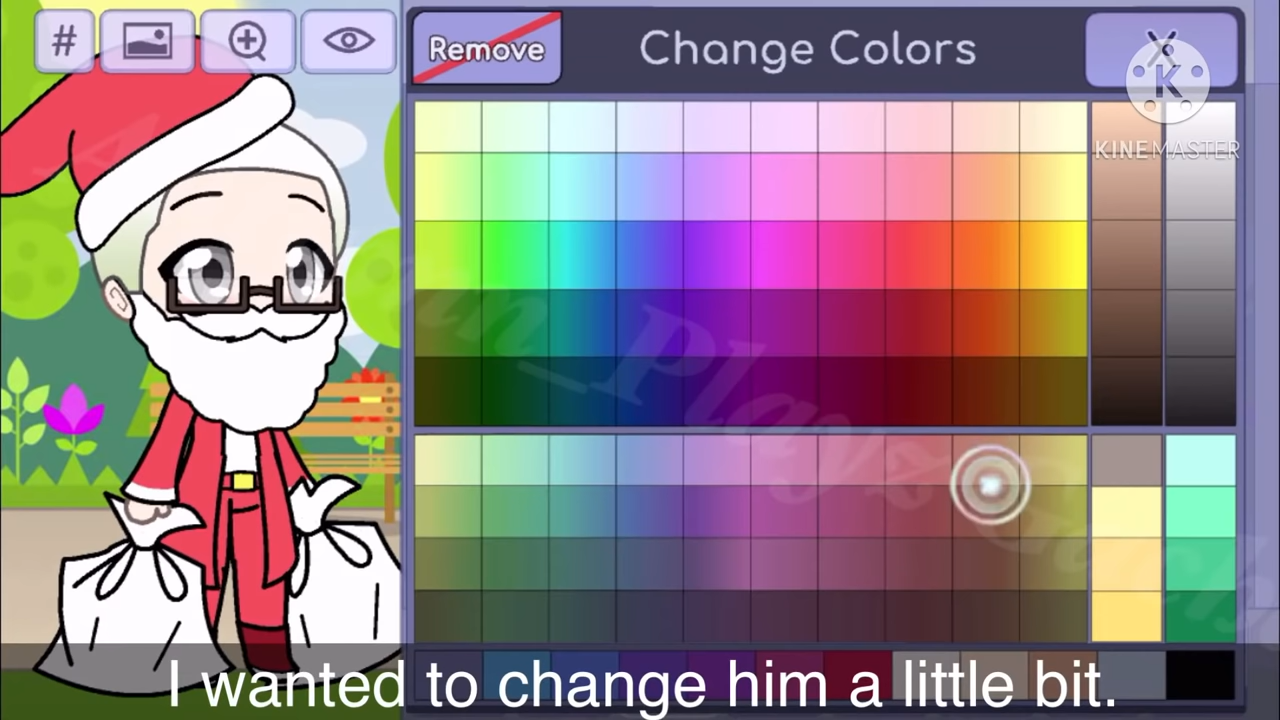 #
Remove
Change Colors
X
K
KINEMASTER
I wanted to change him a little bit.